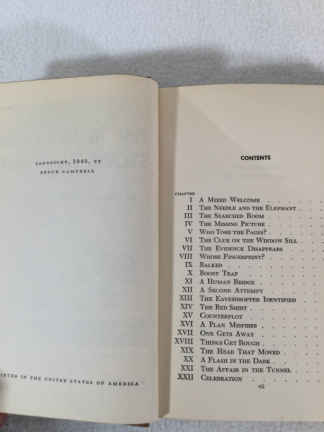 COPYRIGHT, 1945, BY
BRUCE CAMPBELL
PRINTED IN THE UNITED STATES OF AMERICA
CONTENTS
CHAPTER
I A MIXED WELCOME
II THE NEEDLE AND THE ELEPHANT
III THE SEARCHED ROOM
IV THE MISSING PICTURE
V WHO TORE THE PAGES?
VI THE CLUE ON THE WINDOW SILL
VII THE EVIDENCE DISAPPEARS
VIII WHOSE FINGERPRINT?
IX BALKED
X BOOBY TRAP
XI A HUMAN BRIDGE
XII A SECOND ATTEMPT
XIII THE EAVESDROPPER IDENTIFIED
XIV THE RED SHIRT
XV COUNTERPLOT
XVI A PLAN MISFIRES
XVII ONE GETS AWAY
XVIII THINGS GET ROUGH
XIX THE HEAD THAT MOVED
XX A FLASH IN THE DARK
XXI THE AFFAIR IN THE TUNNEL
XXII CELEBRATION